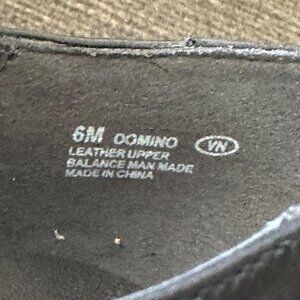 6M DOMINO VN
LEATHER UPPER
BALANCE MAN MADE
MADE IN CHINA